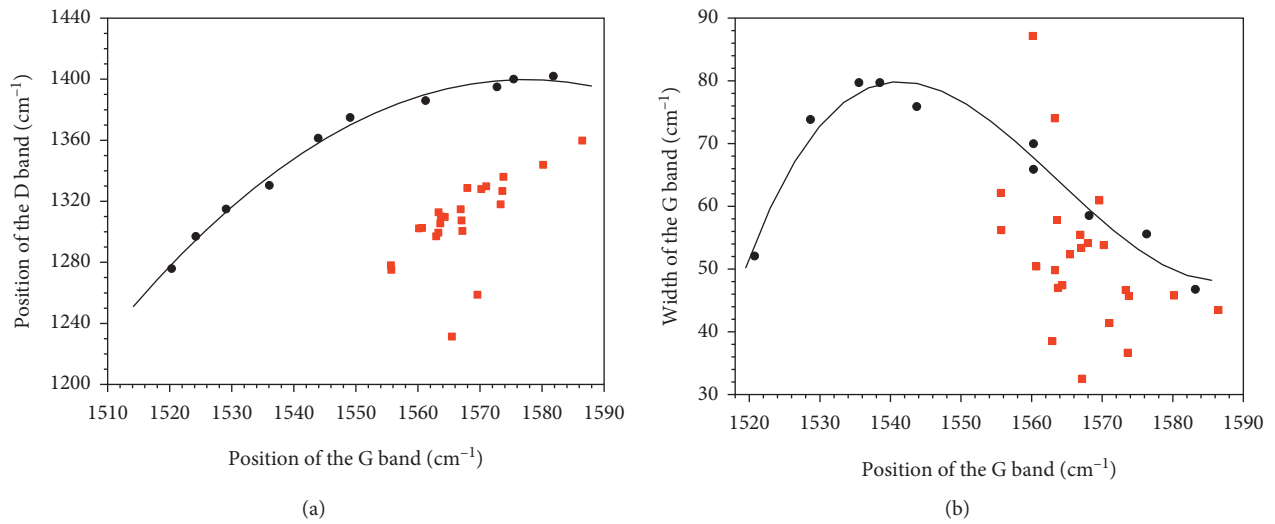 1440
1400
1360
1320
1280
1240
1200
Position of the D band (cm⁻¹)
1510 1520 1530 1540 1550 1560 1570 1580 1590
Position of the G band (cm⁻¹)
(a)
90
80
70
60
50
40
30
Width of the G band (cm⁻¹)
1520 1530 1540 1550 1560 1570 1580 1590
Position of the G band (cm⁻¹)
(b)